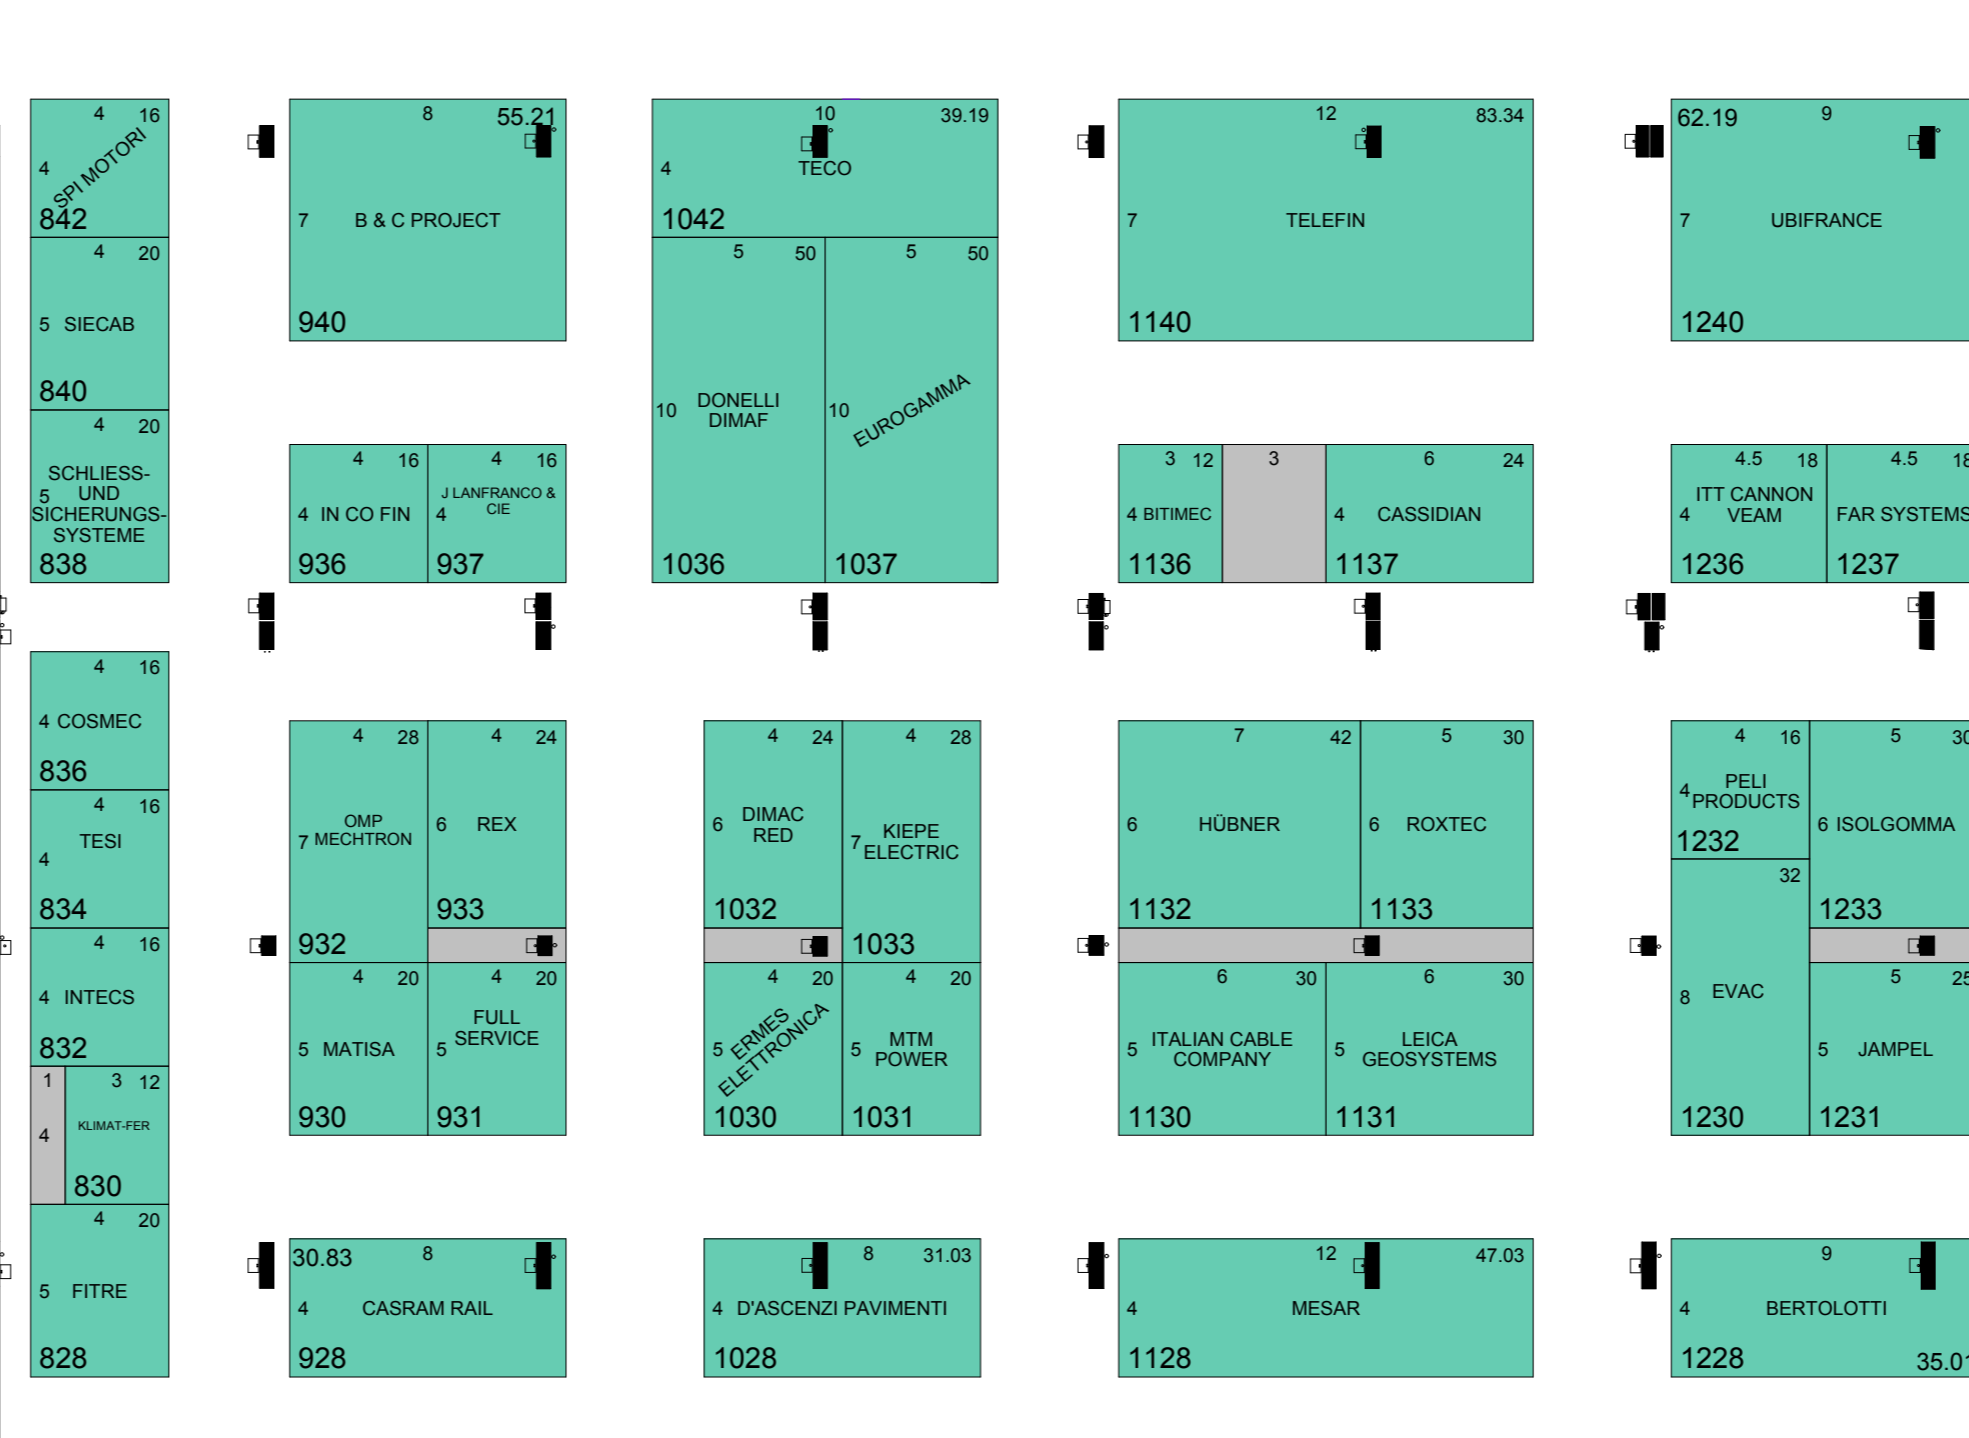 4 16
4
SPI MOTORI
842
4 20
5 SIECAB
840
4 20
SCHLIESS-
5 UND
SICHERUNGS-
SYSTEME
838
4 16
4 COSMEC
836
4 16
TESI
4
834
4 16
4 INTECS
832
1
4
3 12
KLIMAT-FER
830
4 20
5 FITRE
828
8 55.21
7 B & C PROJECT
940
4 16
4 IN CO FIN
936
4 16
J LANFRANCO &
4 CIE
937
4 28
OMP
7 MECHTRON
932
4 24
6 REX
933
4 20
5 MATISA
930
4 20
FULL
5 SERVICE
931
30.83 8
4 CASRAM RAIL
928
10 39.19
4 TECO
1042
5 50
10 DONELLI
DIMAF
1036
5 50
10 EUROGAMMA
1037
4 24
6 DIMAC
RED
1032
4 28
KIEPE
7 ELECTRIC
1033
4 20
5 ERMES
ELETTRONICA
1030
4 20
5 MTM
POWER
1031
8 31.03
4 D'ASCENZI PAVIMENTI
1028
12 83.34
7 TELEFIN
1140
3 12
4 BITIMEC
1136
3
6 24
4 CASSIDIAN
1137
7 42
6 HÜBNER
1132
5 30
6 ROXTEC
1133
6 30
5 ITALIAN CABLE
COMPANY
1130
6 30
5 LEICA
GEOSYSTEMS
1131
12 47.03
4 MESAR
1128
62.19 9
7 UBIFRANCE
1240
4.5 18
ITT CANNON
4 VEAM
1236
4.5 18
FAR SYSTEMS
1237
4 16
4 PELI
PRODUCTS
1232
5 30
6 ISOLGOMMA
1233
32
8 EVAC
1230
5 25
5 JAMPEL
1231
9
4 BERTOLOTTI
1228 35.01